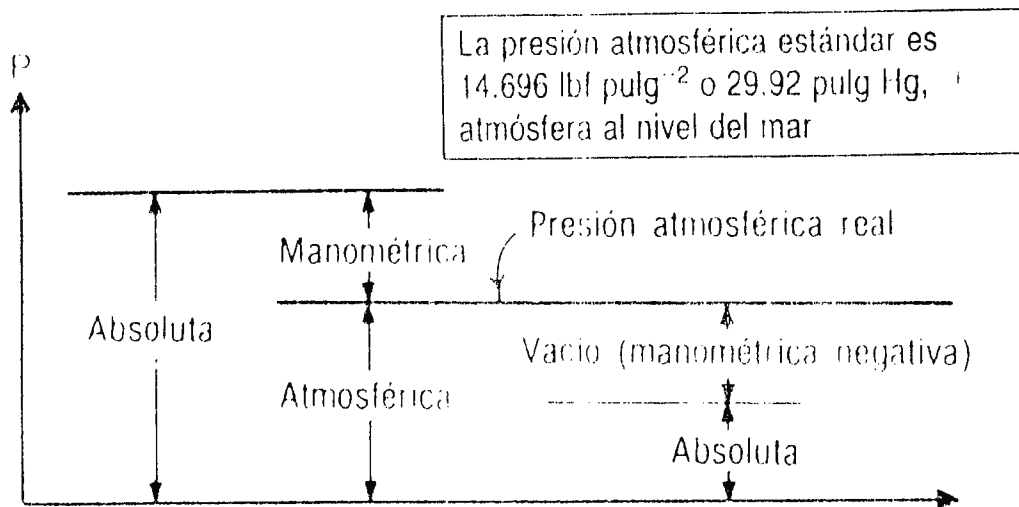 La presión atmosférica estándar es
14.696 lbf pulg⁻² o 29.92 pulg Hg,
atmósfera al nivel del mar
P
Manométrica
Presión atmosférica real
Absoluta
Vacio (manométrica negativa)
Atmosférica
Absoluta